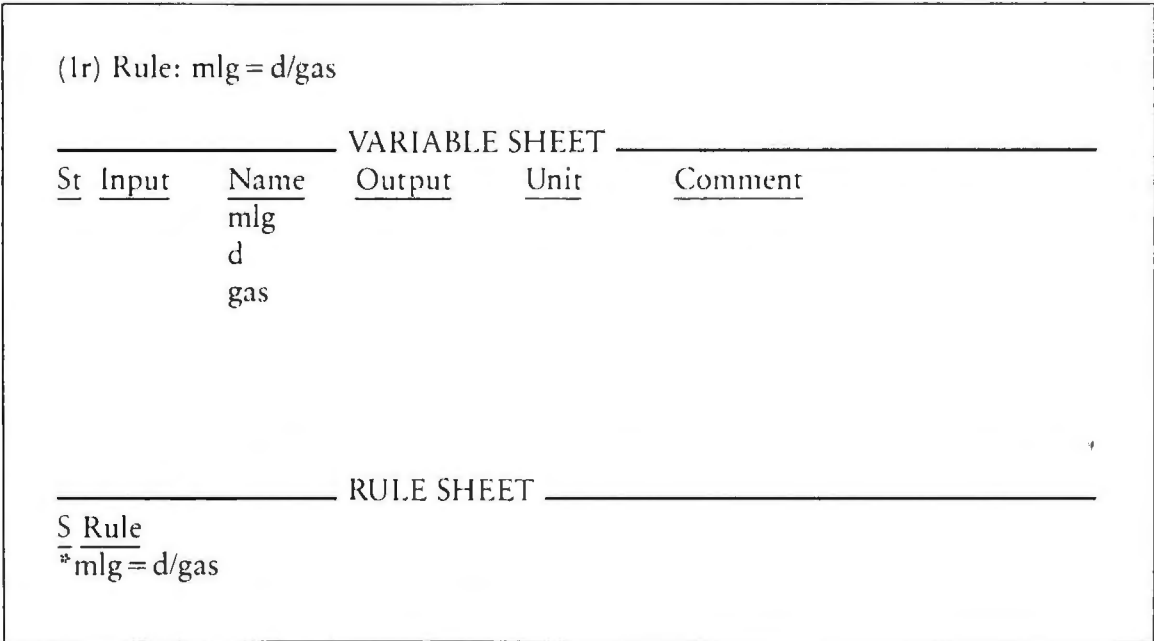 (1r) Rule: mlg = d/gas
VARIABLE SHEET
St Input Name Output Unit Comment
mlg
d
gas
RULE SHEET
S Rule
*mlg = d/gas